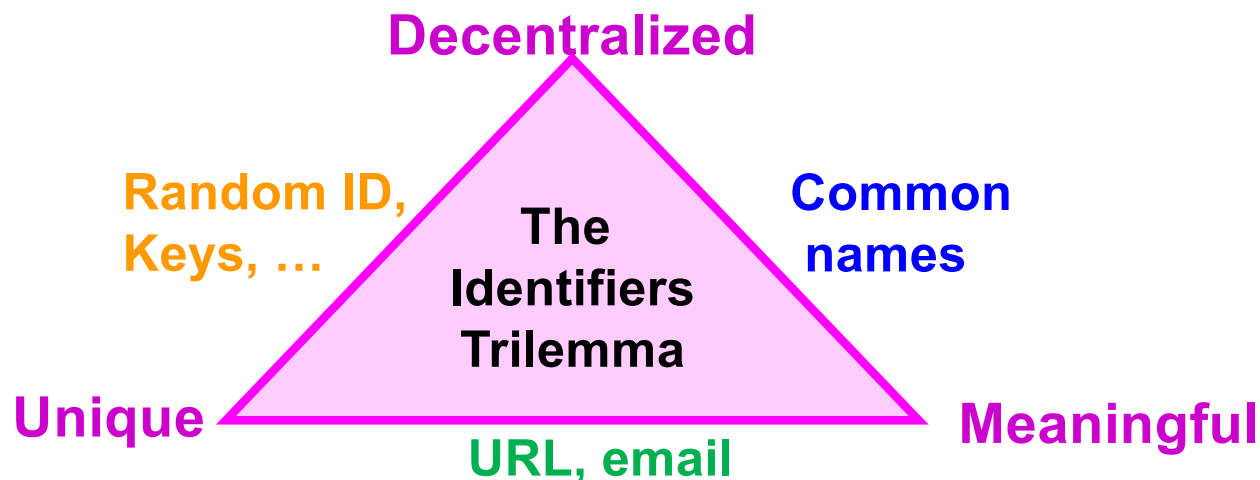 Decentralized
Random ID,
Keys, …
The
Identifiers
Trilemma
Common
names
Unique
Meaningful
URL, email